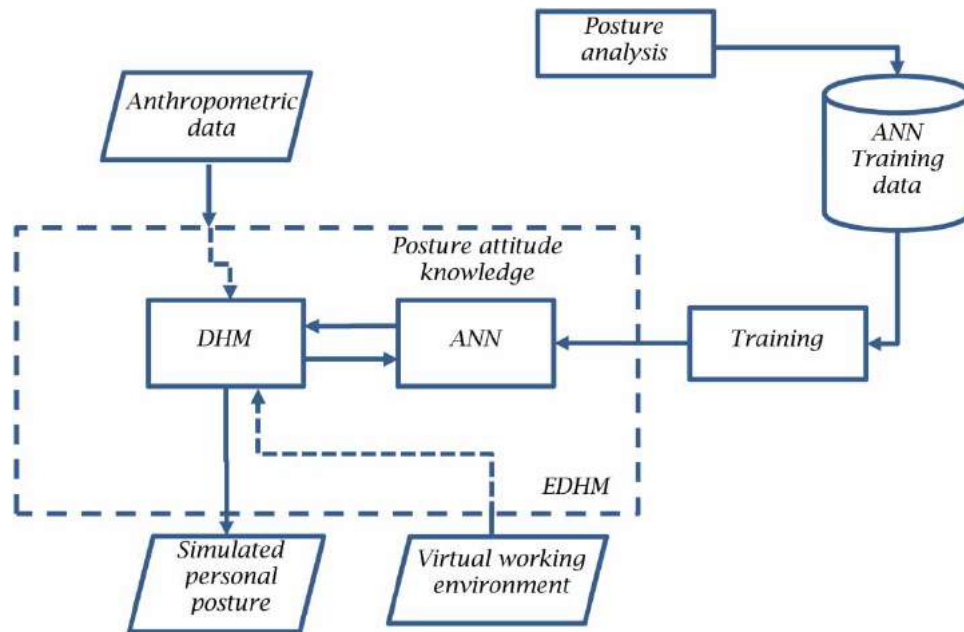 Posture
analysis
Anthropometric
data
ANN
Training
data
Posture attitude
knowledge
DHM
ANN
Training
EDHM
Simulated
personal
posture
Virtual working
environment